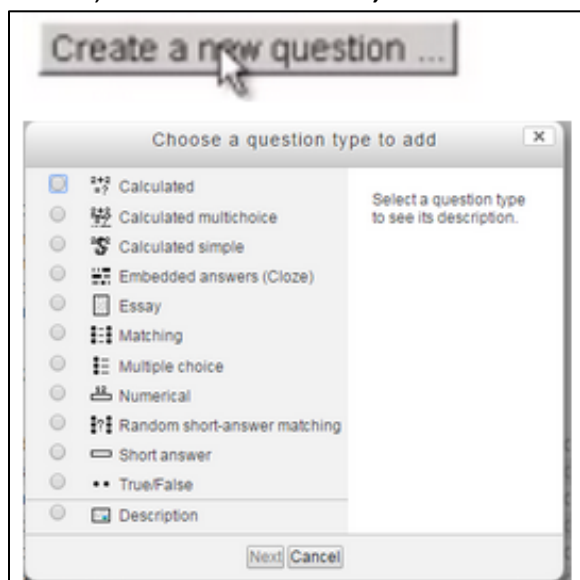 Create a new question ...
Choose a question type to add
Calculated
Select a question type
to see its description.
Calculated multichoice
Calculated simple
Embedded answers (Cloze)
Essay
Matching
Multiple choice
Numerical
Random short-answer matching
Short answer
True/False
Description
Next Cancel